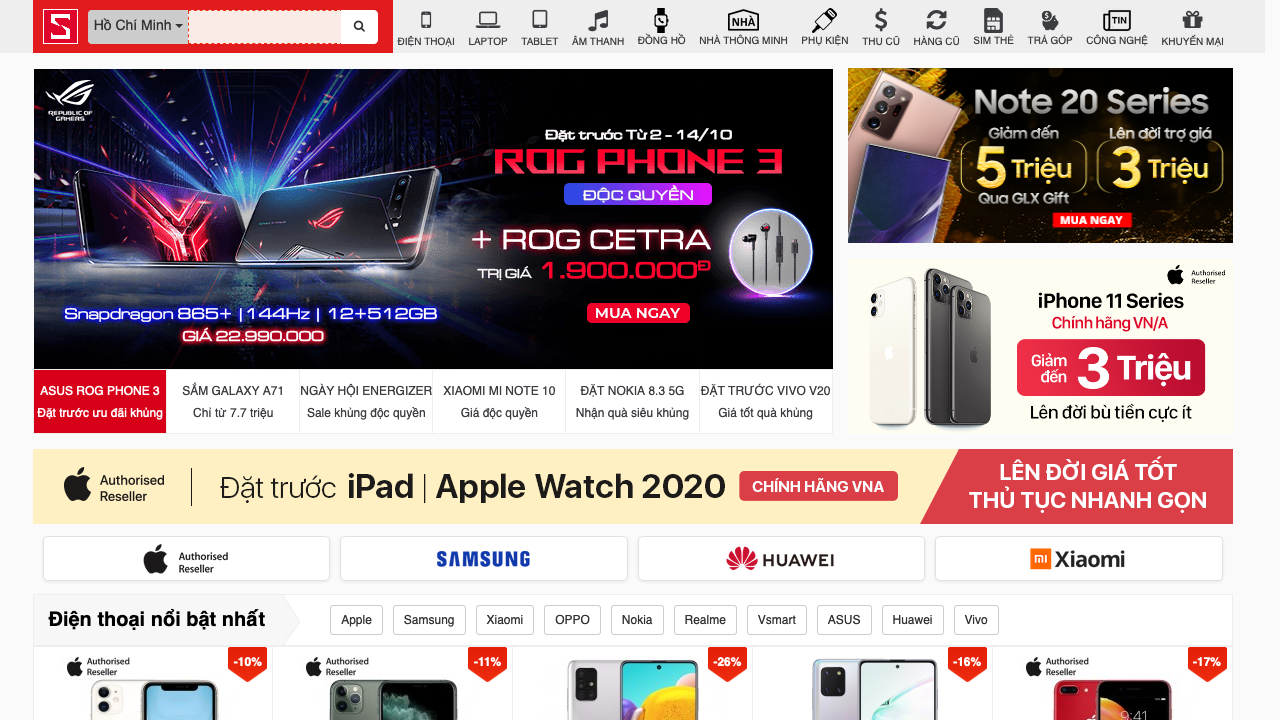 S
Hồ Chí Minh
ĐIỆN THOẠI
LAPTOP
TABLET
ÂM THANH
ĐỒNG HỒ
NHÀ
NHÀ THÔNG MINH
PHỤ KIỆN
THU CŨ
HÀNG CŨ
SIM THẺ
TRẢ GÓP
TIN
CÔNG NGHỆ
KHUYẾN MẠI
REPUBLIC OF
GAMERS
Đặt trước Từ 2 - 14/10
ROG PHONE 3
ĐỘC QUYỀN
+ ROG CETRA
TRỊ GIÁ 1.900.000Đ
MUA NGAY
Snapdragon 865+ | 144Hz | 12+512GB
GIÁ 22.990.000
Note 20 Series
Giảm đến
5 Triệu
Qua GLX Gift
Lên đời trợ giá
3 Triệu
MUA NGAY
Authorised
Reseller
iPhone 11 Series
Chính hãng VN/A
Giảm đến 3 Triệu
Lên đời bù tiền cực ít
ASUS ROG PHONE 3
Đặt trước ưu đãi khủng
SẮM GALAXY A71
Chỉ từ 7.7 triệu
NGÀY HỘI ENERGIZER
Sale khủng độc quyền
XIAOMI MI NOTE 10
Giá độc quyền
ĐẶT NOKIA 8.3 5G
Nhận quà siêu khủng
ĐẶT TRƯỚC VIVO V20
Giá tốt quà khủng
Authorised
Reseller
Đặt trước iPad | Apple Watch 2020
CHÍNH HÃNG VNA
LÊN ĐỜI GIÁ TỐT
THỦ TỤC NHANH GỌN
Authorised
Reseller
SAMSUNG
HUAWEI
mi Xiaomi
Điện thoại nổi bật nhất
Apple
Samsung
Xiaomi
OPPO
Nokia
Realme
Vsmart
ASUS
Huawei
Vivo
Authorised
Reseller
-10%
Authorised
Reseller
-11%
-26%
-16%
Authorised
Reseller
-17%
9:41